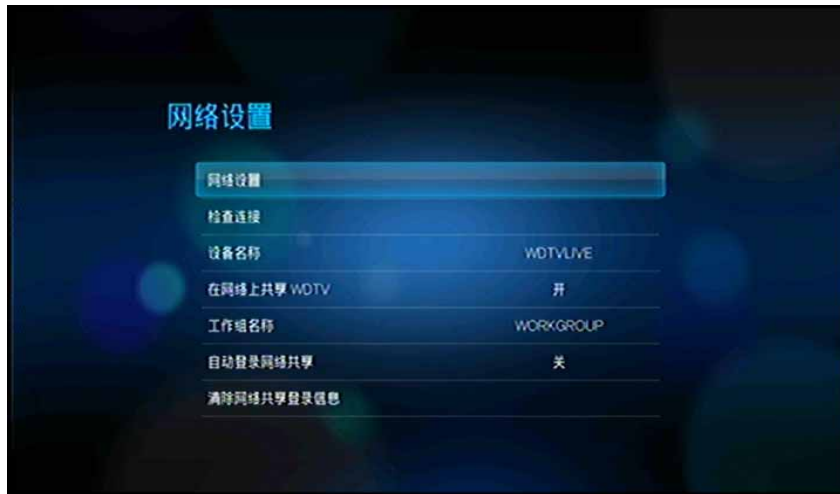 网络设置
网络设置
检查连接
设备名称 WDTVLIVE
在网络上共享 WDTV 开
工作组名称 WORKGROUP
自动登录网络共享 关
清除网络共享登录信息